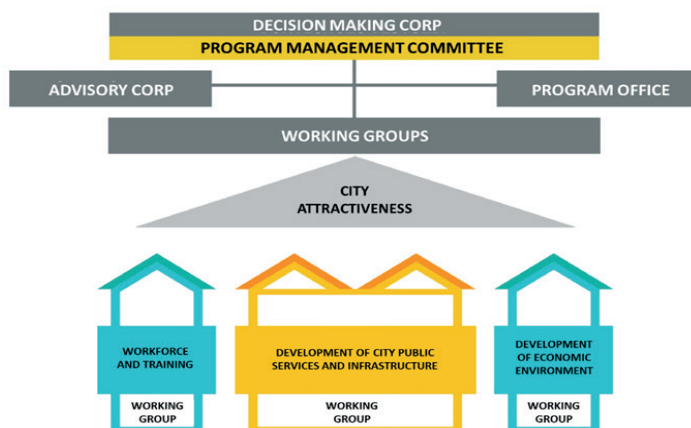 DECISION MAKING CORP
PROGRAM MANAGEMENT COMMITTEE
ADVISORY CORP
PROGRAM OFFICE
WORKING GROUPS
CITY
ATTRACTIVENESS
WORKFORCE
AND TRAINING
DEVELOPMENT OF CITY PUBLIC
SERVICES AND INFRASTRUCTURE
DEVELOPMENT
OF ECONOMIC
ENVIRONMENT
WORKING
GROUP
WORKING
GROUP
WORKING
GROUP